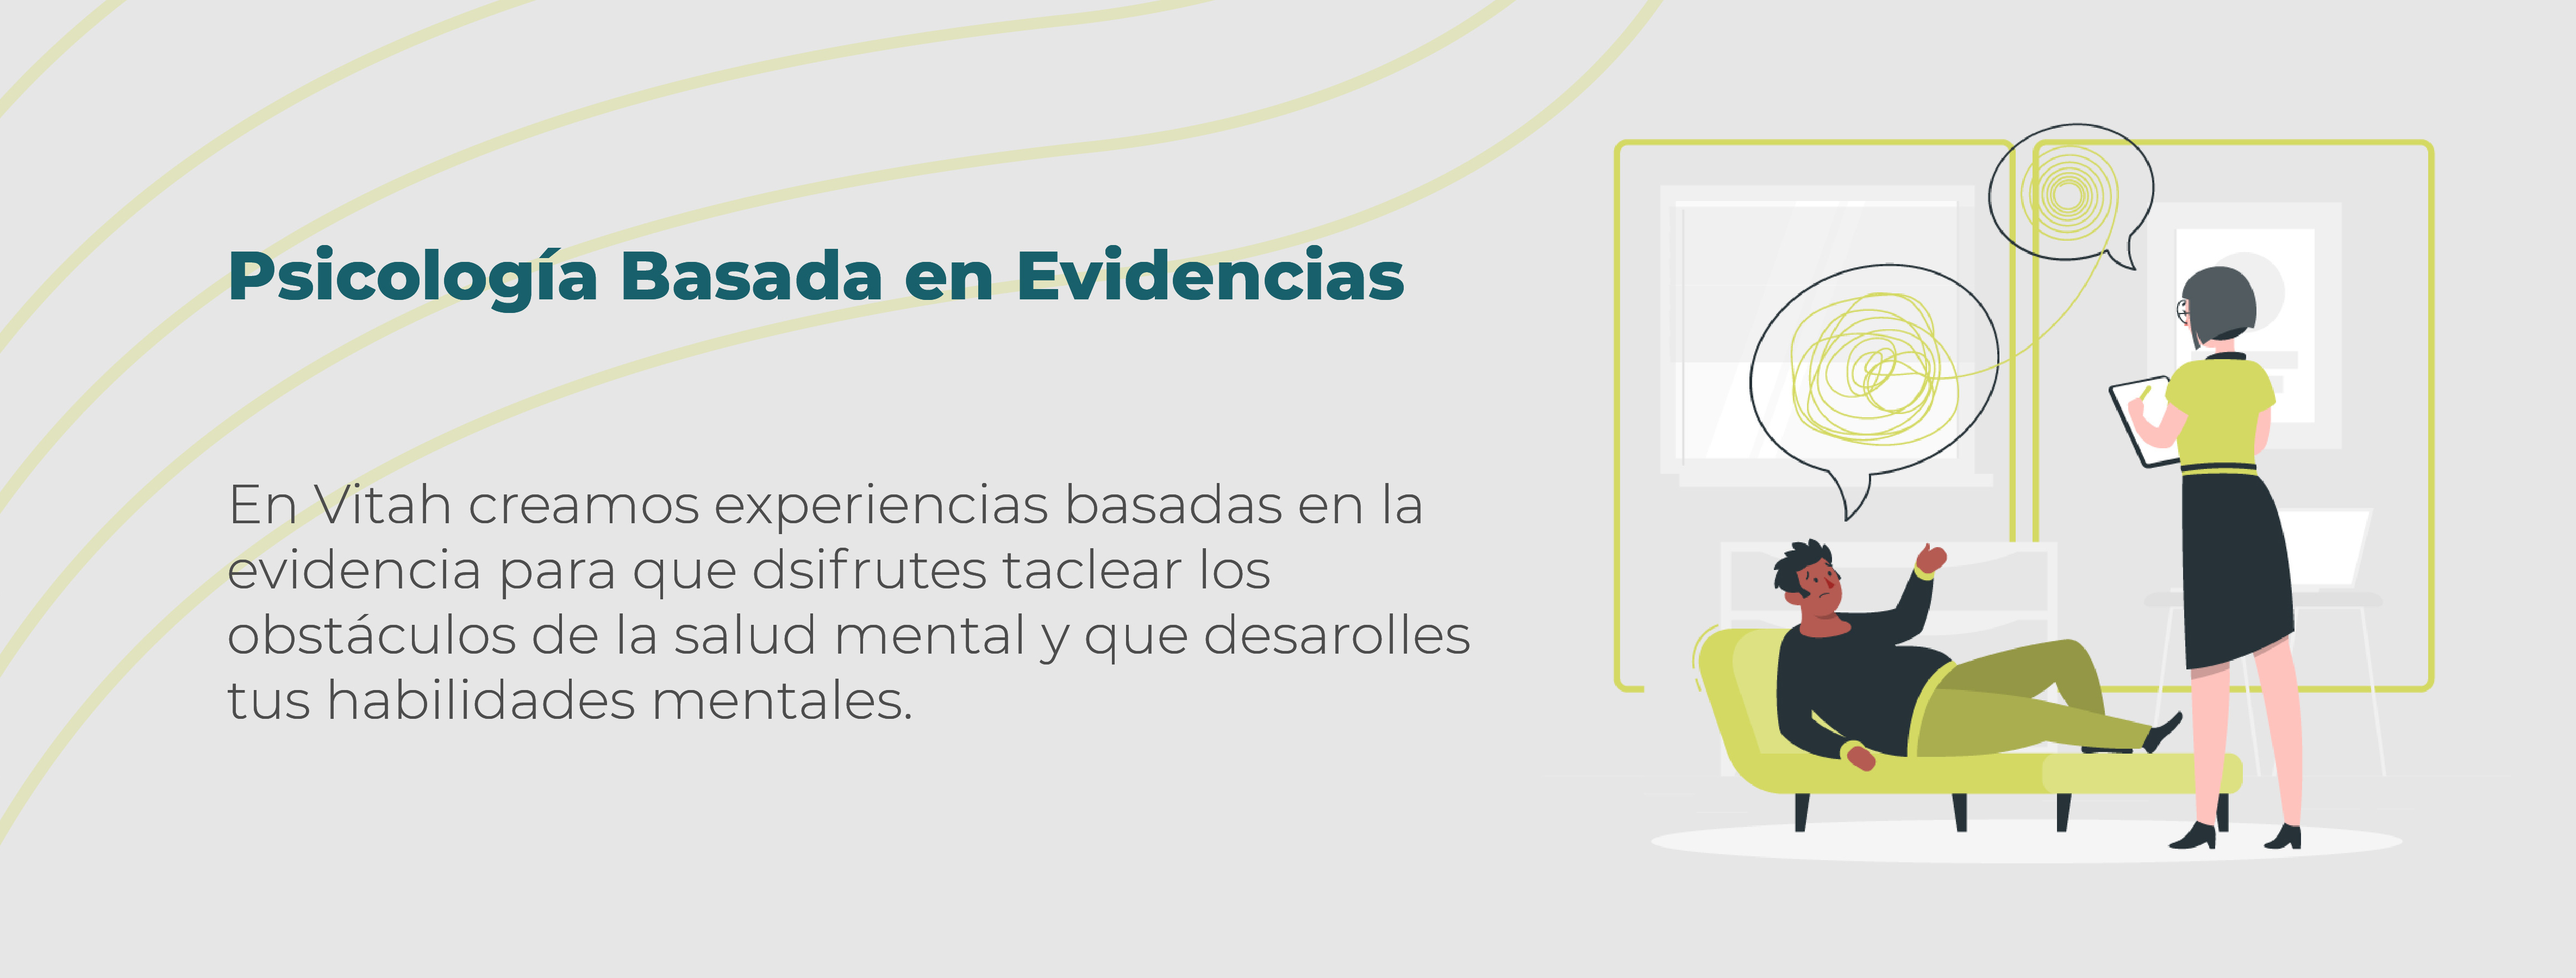 Psicología Basada en Evidencias
En Vitah creamos experiencias basadas en la
evidencia para que dsifrutes taclear los
obstáculos de la salud mental y que desarolles
tus habilidades mentales.